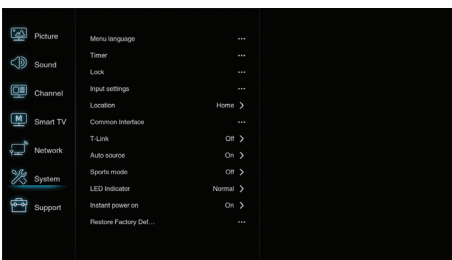 Picture
Sound
Channel
M
Smart TV
Network
System
Support
Menu language ...
Timer ...
Lock ...
Input settings ...
Location Home >
Common Interface ...
T-Link Off >
Auto source On >
Sports mode Off >
LED Indicator Normal >
Instant power on On >
Restore Factory Def... ...